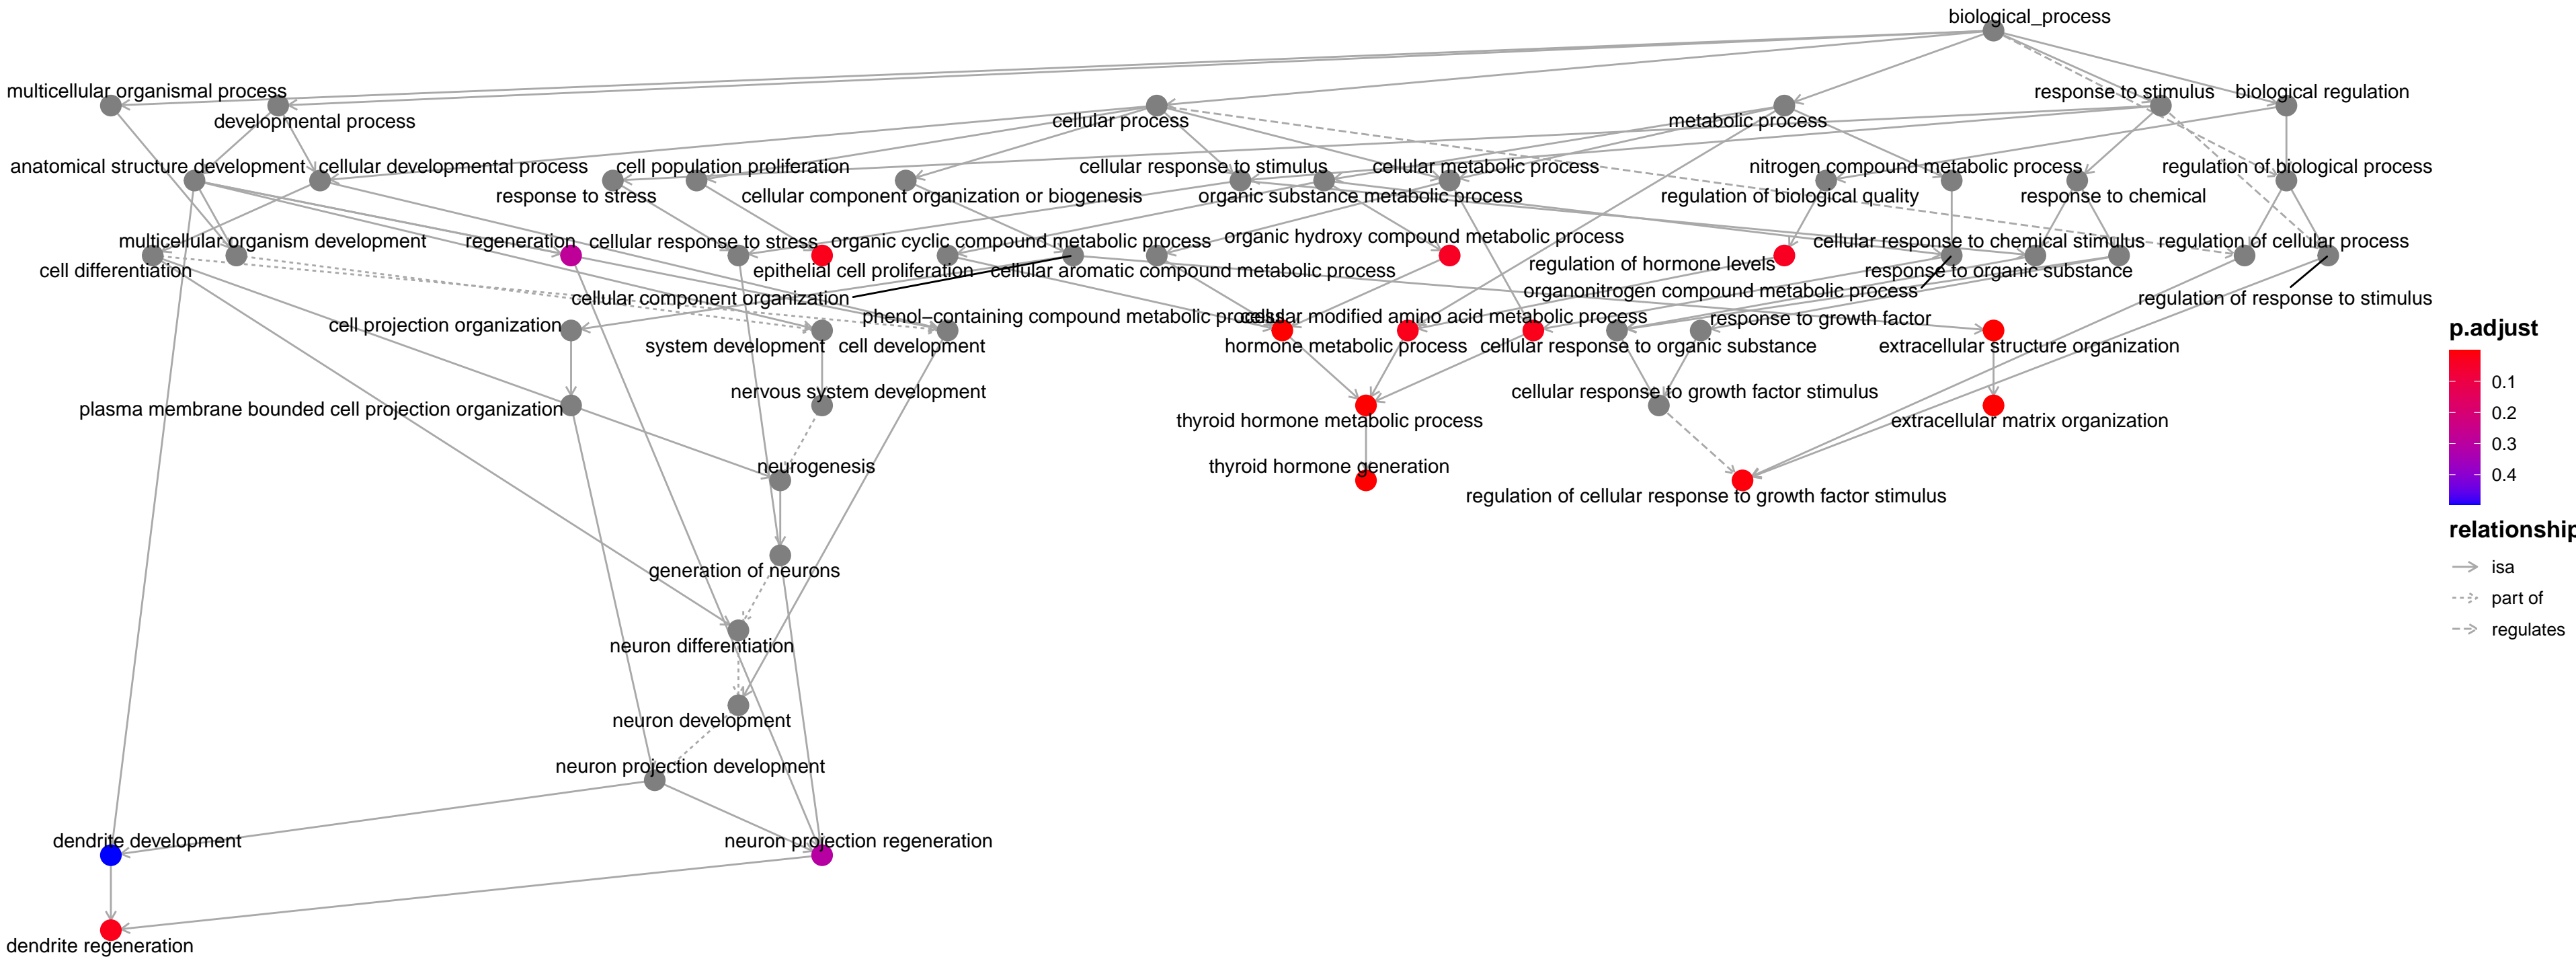 biological_process
multicellular organismal process
response to stimulus
biological regulation
developmental process
cellular process
metabolic process
anatomical structure development
cellular developmental process
cell population proliferation
cellular response to stimulus
cellular metabolic process
nitrogen compound metabolic process
regulation of biological process
response to stress
cellular component organization or biogenesis
organic substance metabolic process
regulation of biological quality
response to chemical
multicellular organism development
regeneration
cellular response to stress
organic cyclic compound metabolic process
organic hydroxy compound metabolic process
cellular response to chemical stimulus
regulation of cellular process
cell differentiation
epithelial cell proliferation
cellular aromatic compound metabolic process
regulation of hormone levels
response to organic substance
cellular component organization
organonitrogen compound metabolic process
regulation of response to stimulus
cell projection organization
phenol−containing compound metabolic process
cellular modified amino acid metabolic process
response to growth factor
system development
cell development
hormone metabolic process
cellular response to organic substance
extracellular structure organization
plasma membrane bounded cell projection organization
nervous system development
cellular response to growth factor stimulus
thyroid hormone metabolic process
extracellular matrix organization
neurogenesis
thyroid hormone generation
regulation of cellular response to growth factor stimulus
generation of neurons
neuron differentiation
neuron development
neuron projection development
dendrite development
neuron projection regeneration
dendrite regeneration
p.adjust
0.1
0.2
0.3
0.4
relationship
isa
part of
regulates